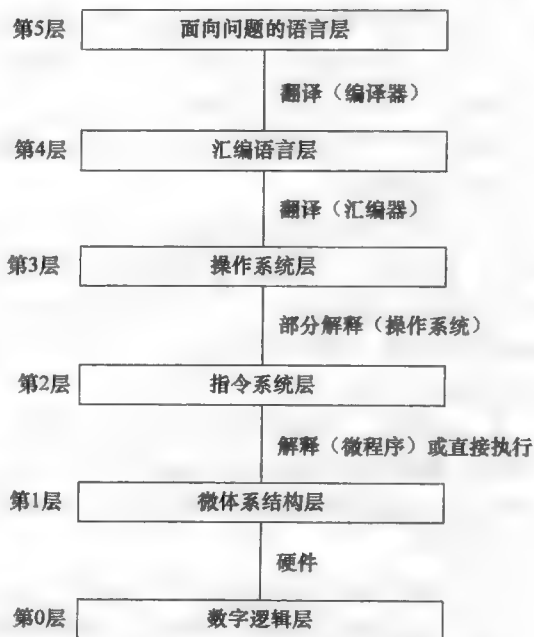 第5层 面向问题的语言层
翻译（编译器）
第4层 汇编语言层
翻译（汇编器）
第3层 操作系统层
部分解释（操作系统）
第2层 指令系统层
解释（微程序）或直接执行
第1层 微体系结构层
硬件
第0层 数字逻辑层